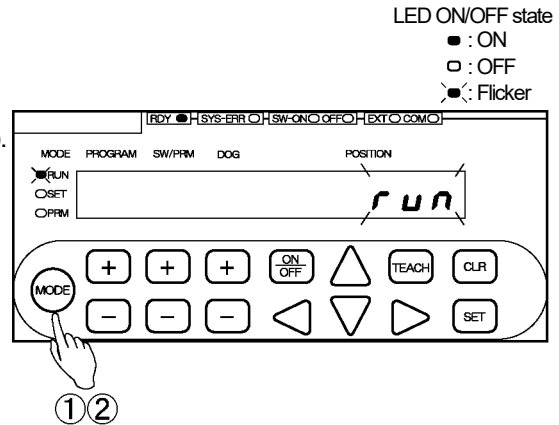 LED ON/OFF state
: ON
: OFF
: Flicker
RDY SYS-ERR SW-ON OFF EXT COM
MODE PROGRAM SW/PRM DOG POSITION
RUN
SET
PRM
run
+ + + ON/OFF TEACH CLR
MODE
− − − SET
①②